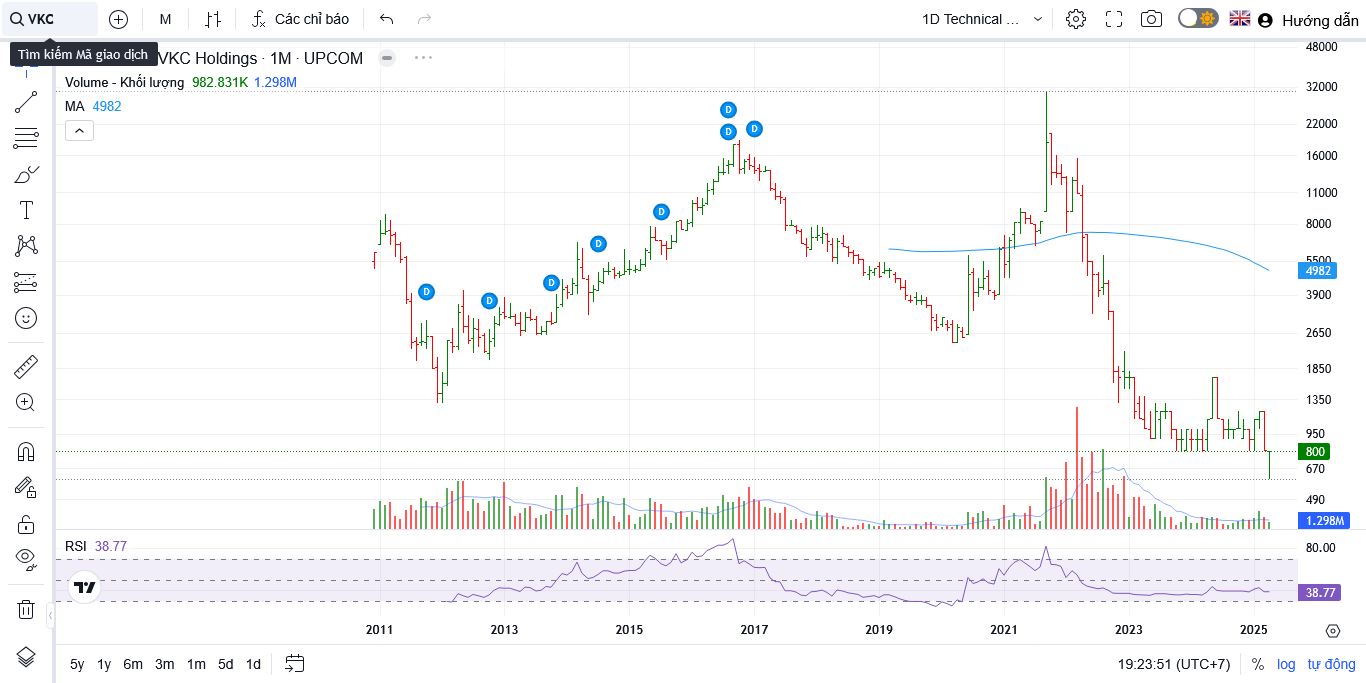 VKC M Các chỉ báo 1D Technical ... Hướng dẫn
Tìm kiếm Mã giao dịch
VKC Holdings · 1M · UPCOM
Volume - Khối lượng 982.831K 1.298M
MA 4982
48000
32000
22000
16000
11000
8000
5500
4982
3900
2650
1850
1350
950
800
670
490
1.298M
D
D D
D
D
D
D
D
T
RSI 38.77
80.00
38.77
2011 2013 2015 2017 2019 2021 2023 2025
5y 1y 6m 3m 1m 5d 1d 19:23:51 (UTC+7) % log tự động